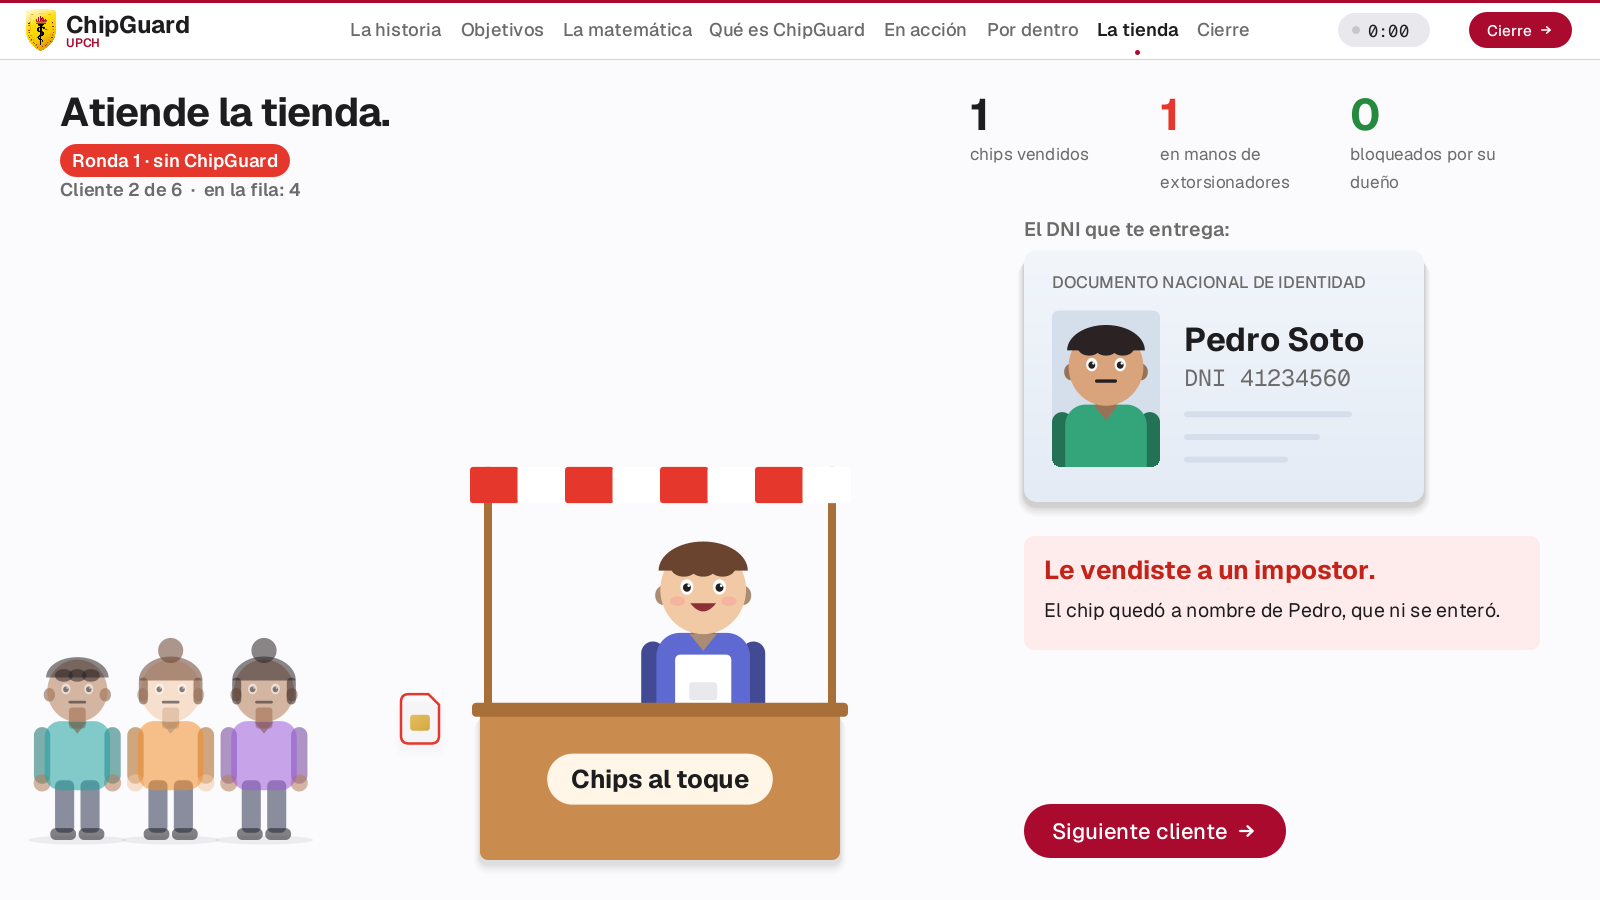 ChipGuard
UPCH
La historia
Objetivos
La matemática
Qué es ChipGuard
En acción
Por dentro
La tienda
Cierre
0:00
Cierre →
Atiende la tienda.
Ronda 1 · sin ChipGuard
Cliente 2 de 6 · en la fila: 4
1
chips vendidos
1
en manos de
extorsionadores
0
bloqueados por su
dueño
El DNI que te entrega:
DOCUMENTO NACIONAL DE IDENTIDAD
Pedro Soto
DNI 41234560
Le vendiste a un impostor.
El chip quedó a nombre de Pedro, que ni se enteró.
Chips al toque
Siguiente cliente →